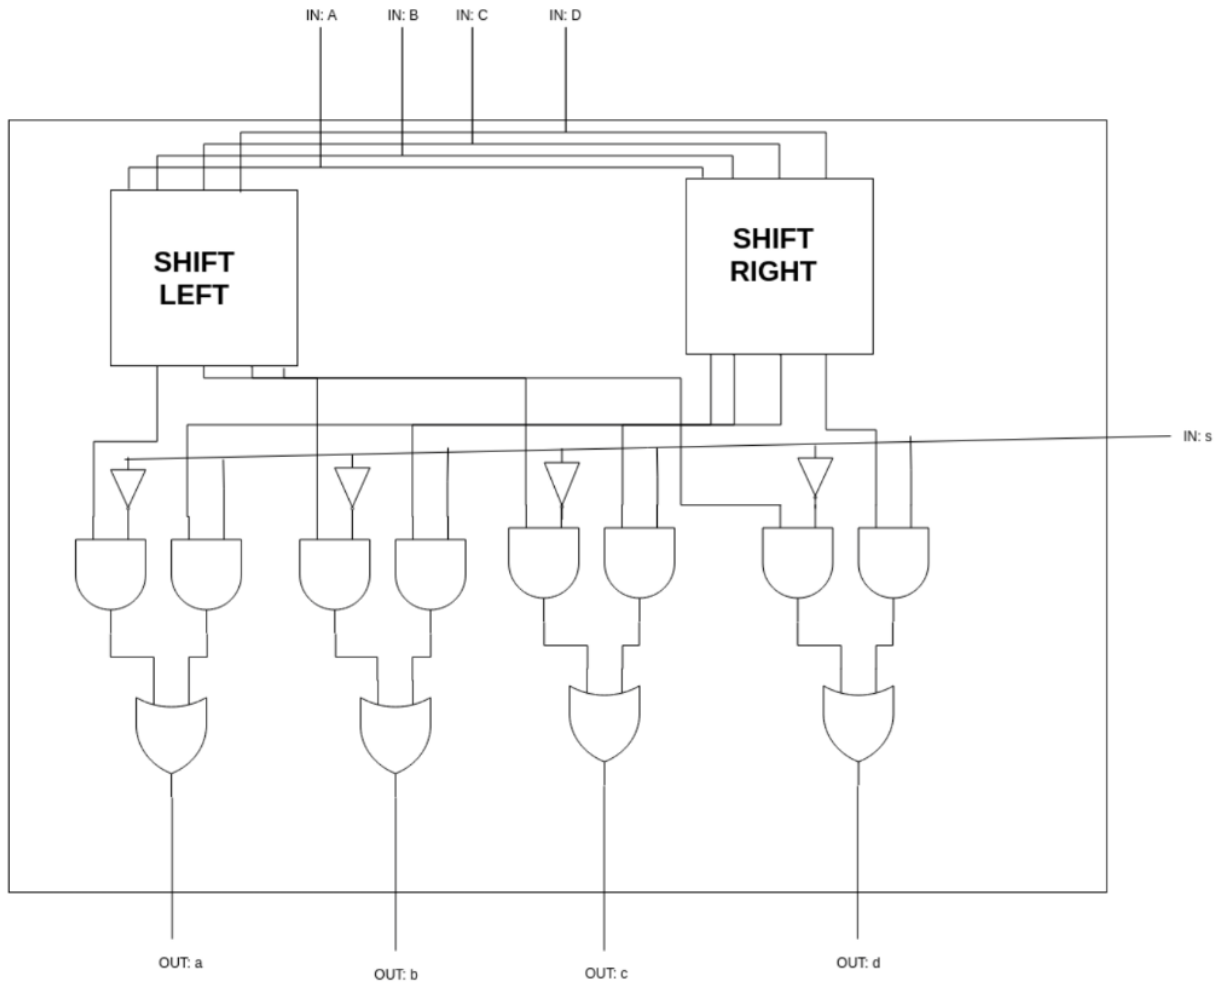 IN: A
IN: B
IN: C
IN: D
SHIFT
LEFT
SHIFT
RIGHT
IN: s
OUT: a
OUT: b
OUT: c
OUT: d